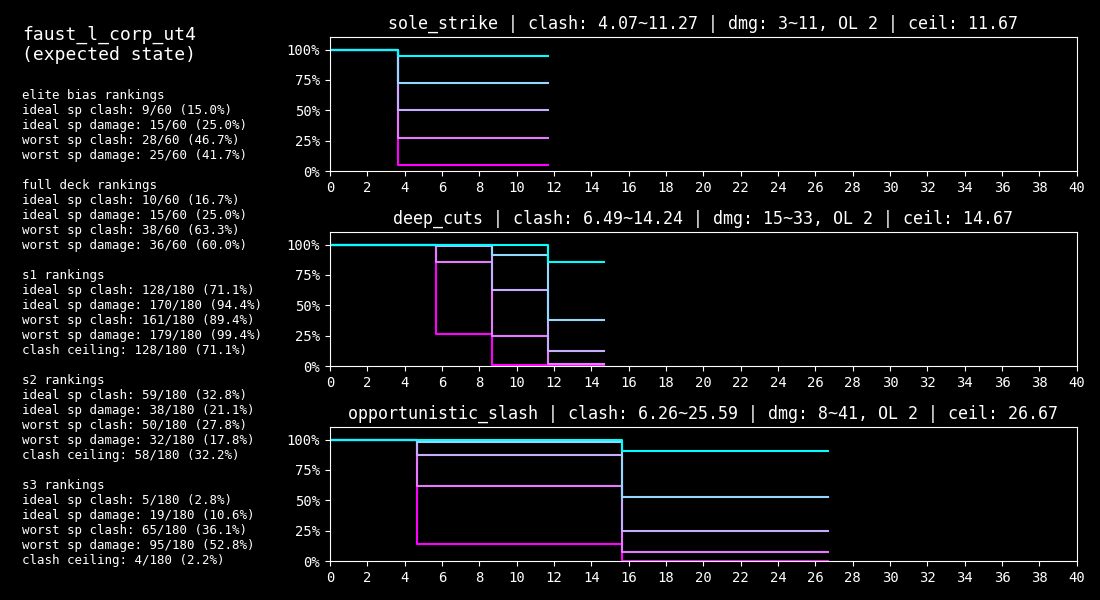 faust_l_corp_ut4
(expected state)
elite bias rankings
ideal sp clash: 9/60 (15.0%)
ideal sp damage: 15/60 (25.0%)
worst sp clash: 28/60 (46.7%)
worst sp damage: 25/60 (41.7%)
full deck rankings
ideal sp clash: 10/60 (16.7%)
ideal sp damage: 15/60 (25.0%)
worst sp clash: 38/60 (63.3%)
worst sp damage: 36/60 (60.0%)
s1 rankings
ideal sp clash: 128/180 (71.1%)
ideal sp damage: 170/180 (94.4%)
worst sp clash: 161/180 (89.4%)
worst sp damage: 179/180 (99.4%)
clash ceiling: 128/180 (71.1%)
s2 rankings
ideal sp clash: 59/180 (32.8%)
ideal sp damage: 38/180 (21.1%)
worst sp clash: 50/180 (27.8%)
worst sp damage: 32/180 (17.8%)
clash ceiling: 58/180 (32.2%)
s3 rankings
ideal sp clash: 5/180 (2.8%)
ideal sp damage: 19/180 (10.6%)
worst sp clash: 65/180 (36.1%)
worst sp damage: 95/180 (52.8%)
clash ceiling: 4/180 (2.2%)
sole_strike | clash: 4.07~11.27 | dmg: 3~11, OL 2 | ceil: 11.67
100%
75%
50%
25%
0%
0 2 4 6 8 10 12 14 16 18 20 22 24 26 28 30 32 34 36 38 40
deep_cuts | clash: 6.49~14.24 | dmg: 15~33, OL 2 | ceil: 14.67
100%
75%
50%
25%
0%
0 2 4 6 8 10 12 14 16 18 20 22 24 26 28 30 32 34 36 38 40
opportunistic_slash | clash: 6.26~25.59 | dmg: 8~41, OL 2 | ceil: 26.67
100%
75%
50%
25%
0%
0 2 4 6 8 10 12 14 16 18 20 22 24 26 28 30 32 34 36 38 40